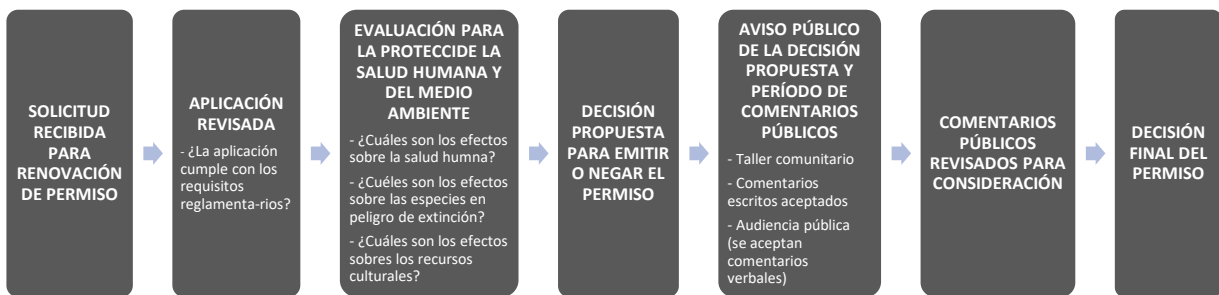 SOLICITUD
RECIBIDA
PARA
RENOVACIÓN
DE PERMISO
APLICACIÓN
REVISADA
- ¿La aplicación
cumple con los
requisitos
reglamenta-rios?
EVALUACIÓN PARA
LA PROTECCIDE LA
SALUD HUMANA Y
DEL MEDIO
AMBIENTE
- ¿Cuáles son los efectos
sobre la salud humna?
- ¿Cuéles son los efectos
sobre las especies en
peligro de extinción?
- ¿Cuáles son los efectos
sobres los recursos
culturales?
DECISIÓN
PROPUESTA
PARA EMITIR
O NEGAR EL
PERMISO
AVISO PÚBLICO
DE LA DECISIÓN
PROPUESTA Y
PERÍODO DE
COMENTARIOS
PÚBLICOS
- Taller comunitario
- Comentarios
escritos aceptados
- Audiencia pública
(se aceptan
comentarios
verbales)
COMENTARIOS
PÚBLICOS
REVISADOS PARA
CONSIDERACIÓN
DECISIÓN
FINAL DEL
PERMISO